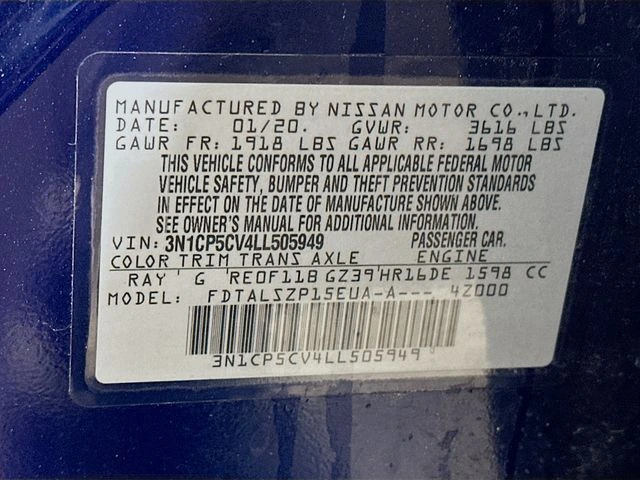 MANUFACTURED BY NISSAN MOTOR CO., LTD.
DATE: 01/20. GVWR: 3616 LBS
GAWR FR: 1918 LBS GAWR RR: 1698 LBS
THIS VEHICLE CONFORMS TO ALL APPLICABLE FEDERAL MOTOR
VEHICLE SAFETY, BUMPER AND THEFT PREVENTION STANDARDS
IN EFFECT ON THE DATE OF MANUFACTURE SHOWN ABOVE.
SEE OWNER'S MANUAL FOR ADDITIONAL INFORMATION.
VIN: 3N1CP5CV4LL505949 PASSENGER CAR.
COLOR TRIM TRANS AXLE ENGINE
RAY ' G ' RE0F11B GZ39'HR16DE 1598 CC
MODEL: FDTALSZP15EUA-A--- 4Z000
3N1CP5CV4LL505949